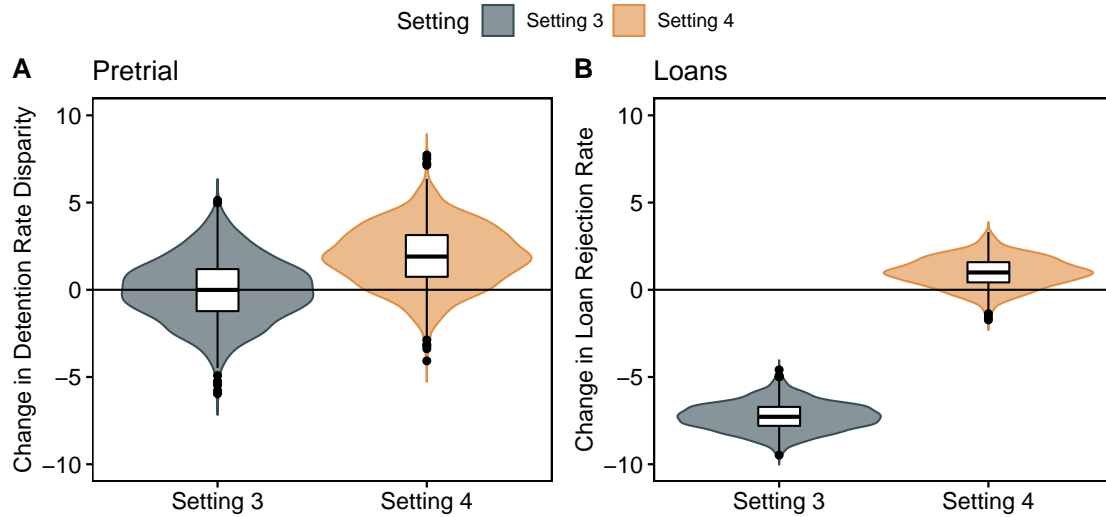 Setting Setting 3 Setting 4
A Pretrial
Change in Detention Rate Disparity
10
5
0
−5
−10
Setting 3 Setting 4
B Loans
Change in Loan Rejection Rate
10
5
0
−5
−10
Setting 3 Setting 4